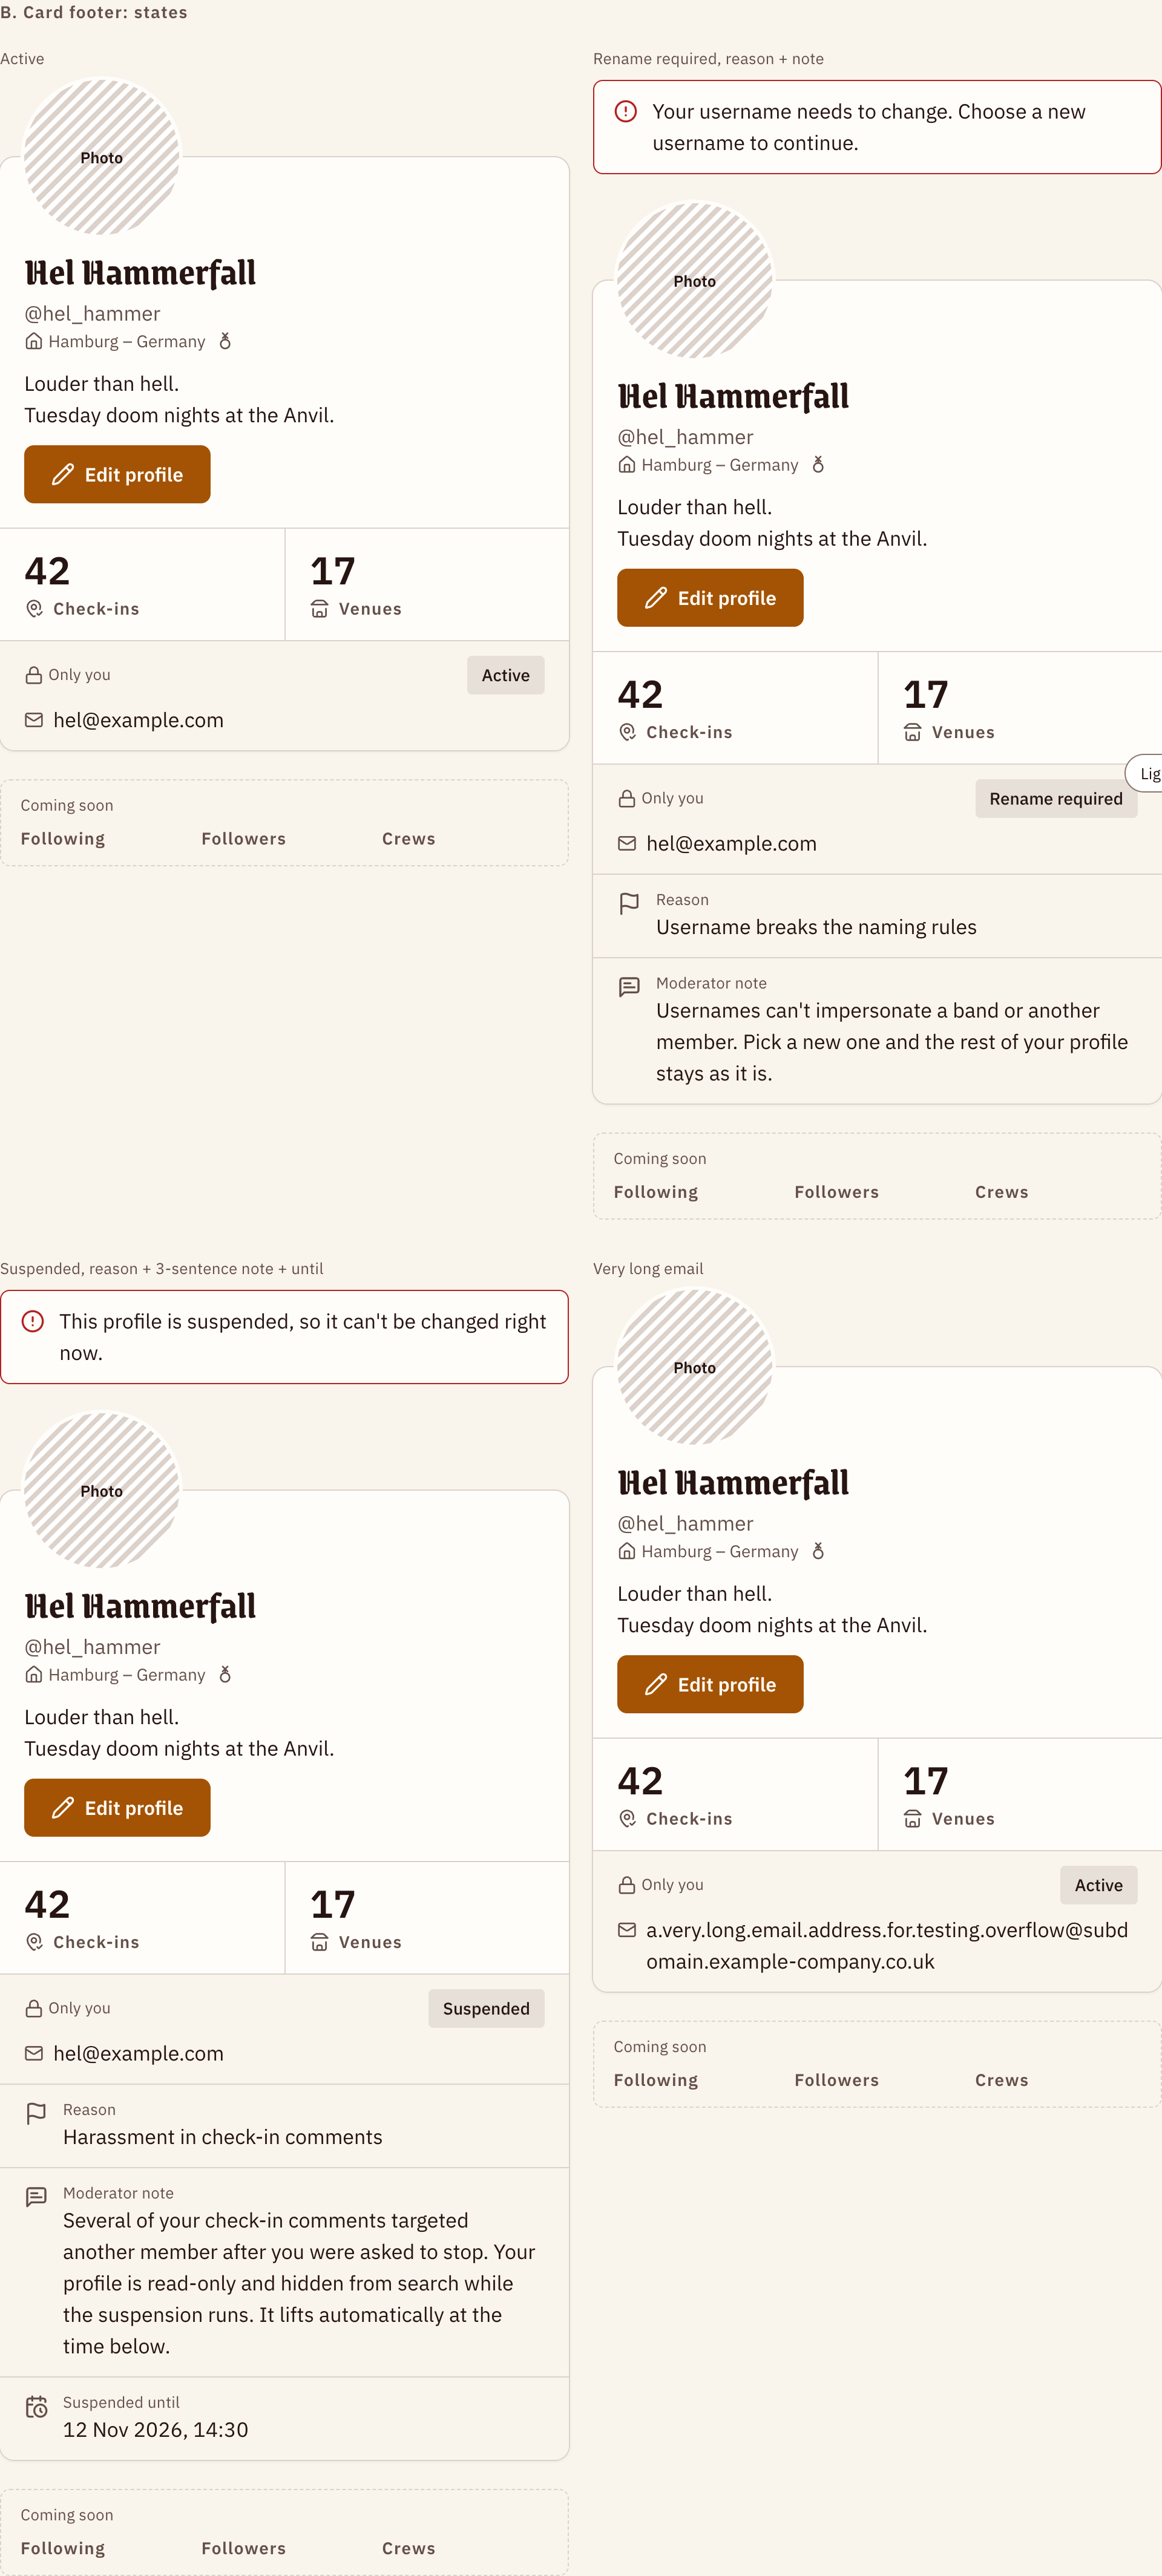 B. Card footer: states
Active
Photo
Hel Hammerfall
@hel_hammer
Hamburg – Germany
Louder than hell.
Tuesday doom nights at the Anvil.
Edit profile
42
Check-ins
17
Venues
Only you
Active
hel@example.com
Coming soon
Following
Followers
Crews
Rename required, reason + note
Your username needs to change. Choose a new
username to continue.
Photo
Hel Hammerfall
@hel_hammer
Hamburg – Germany
Louder than hell.
Tuesday doom nights at the Anvil.
Edit profile
42
Check-ins
17
Venues
Lig
Only you
Rename required
hel@example.com
Reason
Username breaks the naming rules
Moderator note
Usernames can't impersonate a band or another
member. Pick a new one and the rest of your profile
stays as it is.
Coming soon
Following
Followers
Crews
Suspended, reason + 3-sentence note + until
This profile is suspended, so it can't be changed right
now.
Photo
Hel Hammerfall
@hel_hammer
Hamburg – Germany
Louder than hell.
Tuesday doom nights at the Anvil.
Edit profile
42
Check-ins
17
Venues
Only you
Suspended
hel@example.com
Reason
Harassment in check-in comments
Moderator note
Several of your check-in comments targeted
another member after you were asked to stop. Your
profile is read-only and hidden from search while
the suspension runs. It lifts automatically at the
time below.
Suspended until
12 Nov 2026, 14:30
Coming soon
Following
Followers
Crews
Very long email
Photo
Hel Hammerfall
@hel_hammer
Hamburg – Germany
Louder than hell.
Tuesday doom nights at the Anvil.
Edit profile
42
Check-ins
17
Venues
Only you
Active
a.very.long.email.address.for.testing.overflow@subd
omain.example-company.co.uk
Coming soon
Following
Followers
Crews